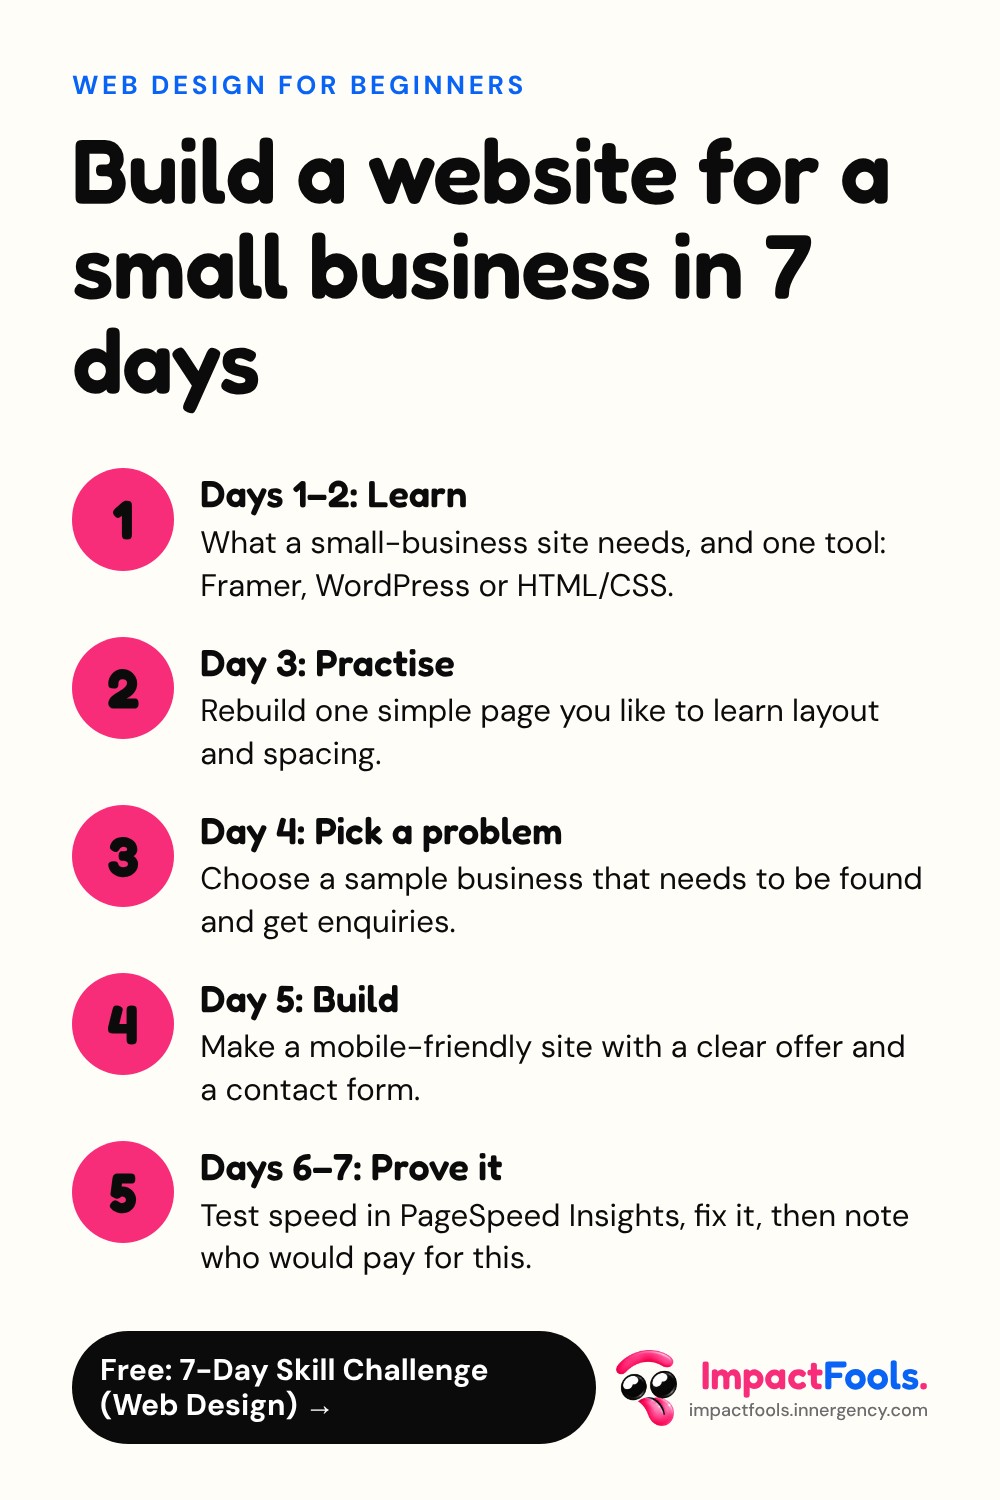 WEB DESIGN FOR BEGINNERS
Build a website for a
small business in 7
days
1
Days 1–2: Learn
What a small-business site needs, and one tool:
Framer, WordPress or HTML/CSS.
2
Day 3: Practise
Rebuild one simple page you like to learn layout
and spacing.
3
Day 4: Pick a problem
Choose a sample business that needs to be found
and get enquiries.
4
Day 5: Build
Make a mobile-friendly site with a clear offer and
a contact form.
5
Days 6–7: Prove it
Test speed in PageSpeed Insights, fix it, then note
who would pay for this.
Free: 7-Day Skill Challenge
(Web Design) →
ImpactFools.
impactfools.innergency.com